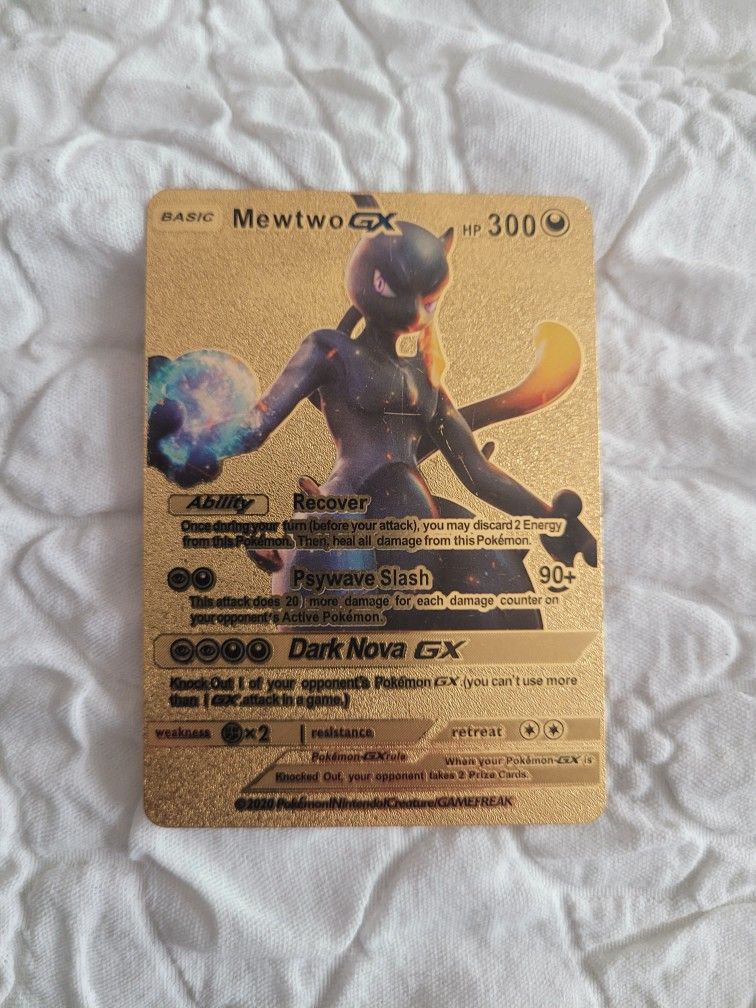 BASIC MewtwoGX HP 300
Ability Recover
Once during your turn (before your attack), you may discard 2 Energy
from this Pokémon. Then, heal all damage from this Pokémon.
Psywave Slash 90+
This attack does 20 more damage for each damage counter on
your opponent's Active Pokémon.
Dark Nova GX
Knock Out 1 of your opponent's Pokémon GX.(you can't use more
than 1 GX attack in a game.)
weakness ×2 resistance retreat
Pokémon-GXrule When your Pokémon-GX is
Knocked Out, your opponent takes 2 Prize Cards.
©2020 Pokémon/Nintendo/Creature/GAMEFREAK